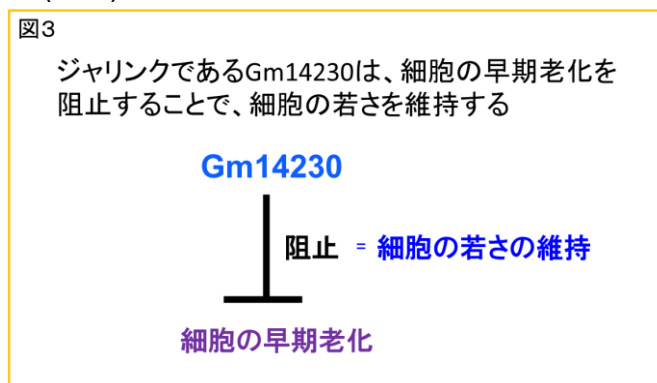 図3
ジャリンクであるGm14230は、細胞の早期老化を
阻止することで、細胞の若さを維持する
Gm14230
阻止 = 細胞の若さの維持
細胞の早期老化